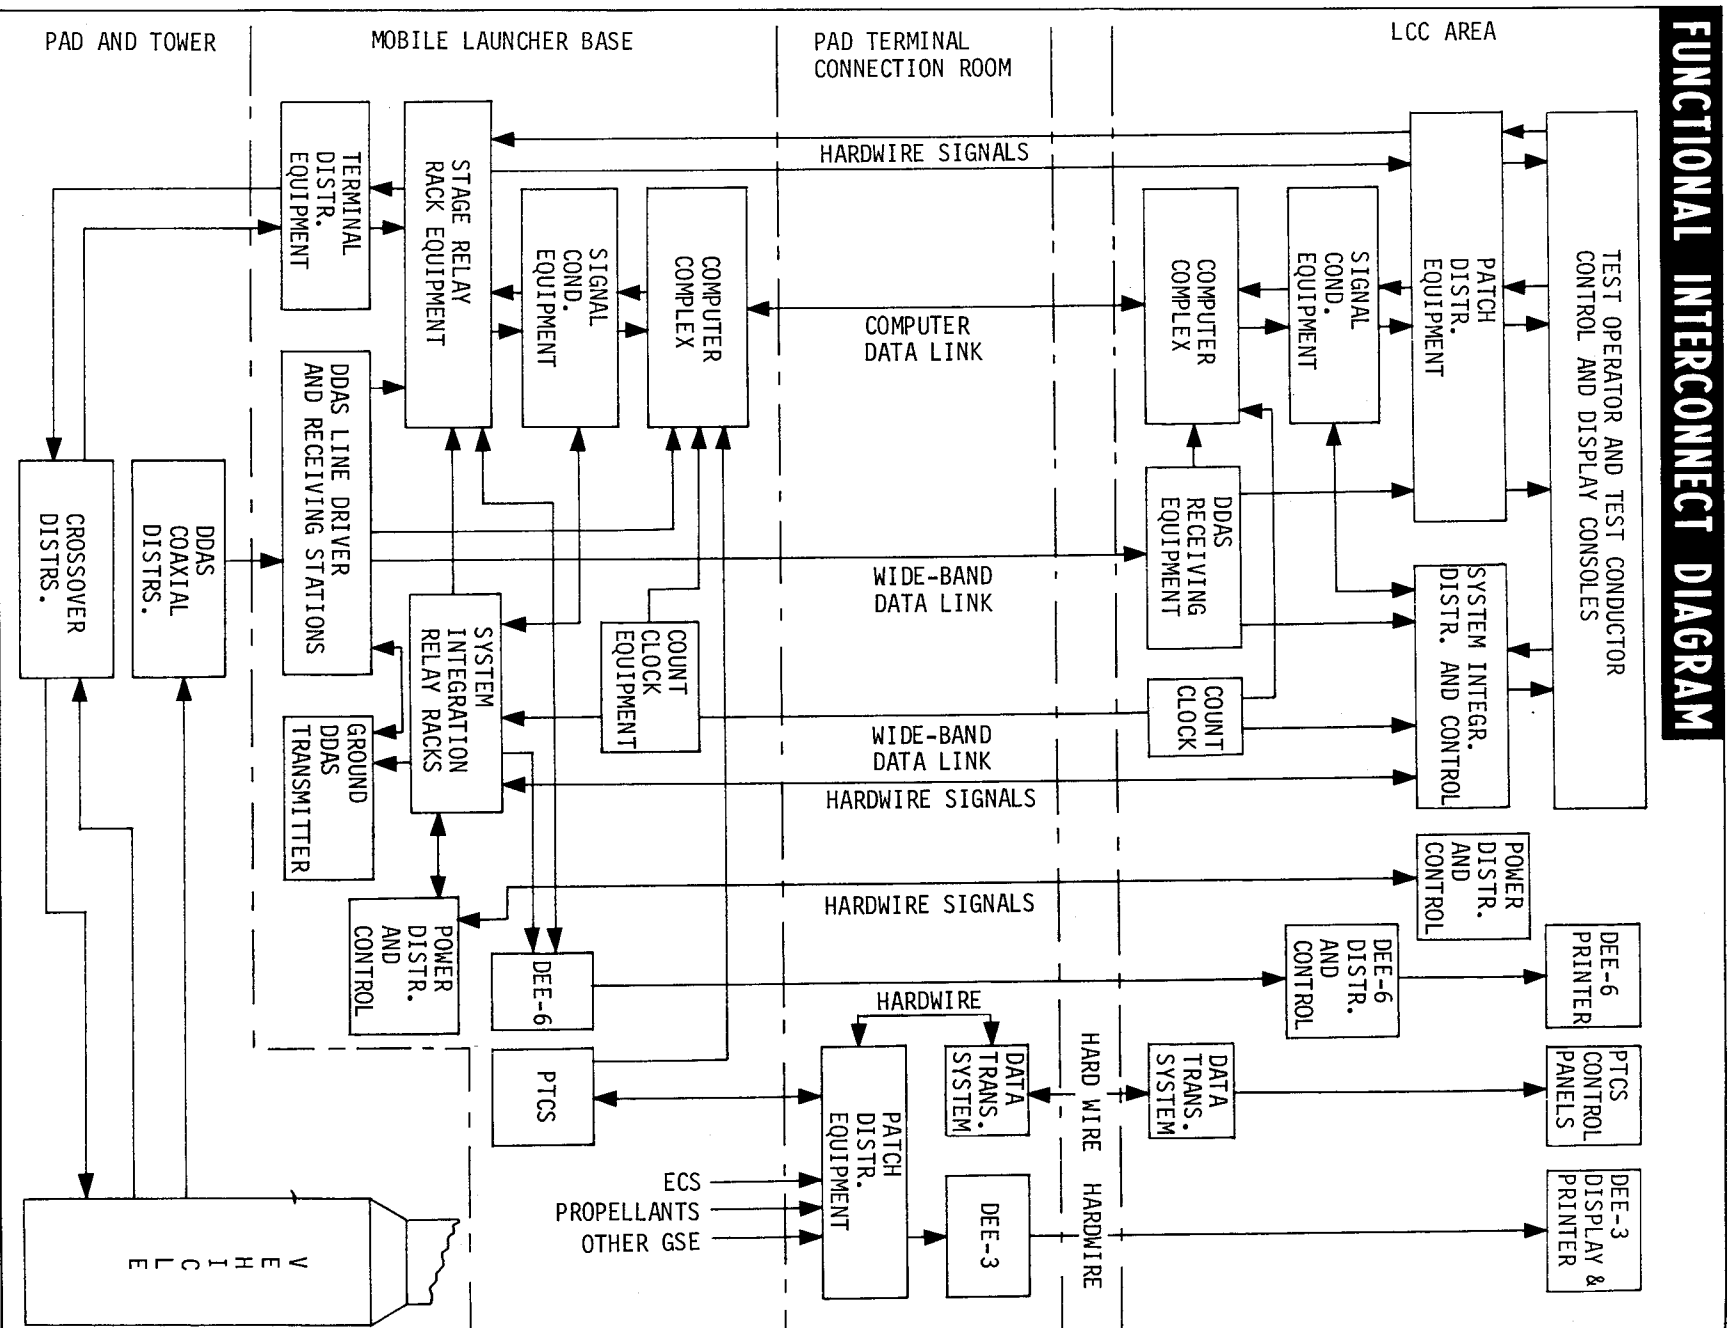 FUNCTIONAL INTERCONNECT DIAGRAM
PAD AND TOWER
MOBILE LAUNCHER BASE
PAD TERMINAL
CONNECTION ROOM
LCC AREA
TERMINAL
DISTR.
EQUIPMENT
STAGE RELAY
RACK EQUIPMENT
SIGNAL
COND.
EQUIPMENT
COMPUTER
COMPLEX
HARDWIRE SIGNALS
COMPUTER
DATA LINK
COMPUTER
COMPLEX
SIGNAL
COND.
EQUIPMENT
PATCH
DISTR.
EQUIPMENT
TEST OPERATOR AND TEST CONDUCTOR
CONTROL AND DISPLAY CONSOLES
CROSSOVER
DISTRS.
DDAS
COAXIAL
DISTRS.
DDAS LINE DRIVER
AND RECEIVING STATIONS
SYSTEM
INTEGRATION
RELAY RACKS
COUNT
CLOCK
EQUIPMENT
WIDE-BAND
DATA LINK
DDAS
RECEIVING
EQUIPMENT
SYSTEM INTEGR.
DISTR. AND CONTROL
GROUND
DDAS
TRANSMITTER
WIDE-BAND
DATA LINK
COUNT
CLOCK
HARDWIRE SIGNALS
POWER
DISTR.
AND
CONTROL
HARDWIRE SIGNALS
POWER
DISTR.
AND
CONTROL
DEE-6
DEE-6
DISTR.
AND
CONTROL
DEE-6
PRINTER
HARDWIRE
PTCS
PATCH
DISTR.
EQUIPMENT
DATA
TRANS.
SYSTEM
HARD WIRE
DATA
TRANS.
SYSTEM
PTCS
CONTROL
PANELS
ECS
PROPELLANTS
OTHER GSE
DEE-3
HARDWIRE
DEE-3
DISPLAY &
PRINTER
VEHICLE